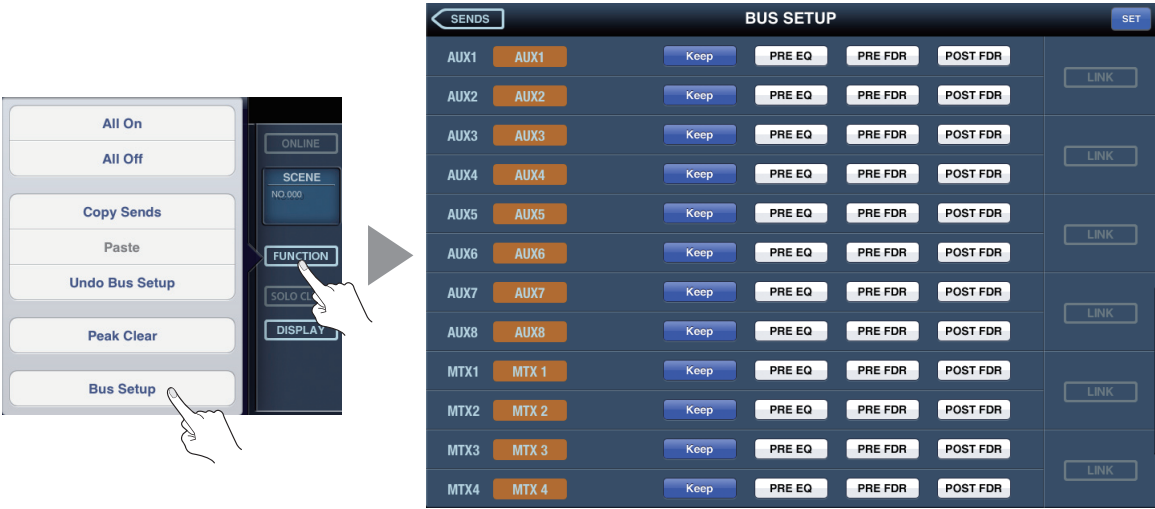 All On
All Off
Copy Sends
Paste
Undo Bus Setup
Peak Clear
Bus Setup
ONLINE
SCENE
NO.000
FUNCTION
SOLO CL
DISPLAY
SENDS BUS SETUP SET
AUX1 AUX1 Keep PRE EQ PRE FDR POST FDR
LINK
AUX2 AUX2 Keep PRE EQ PRE FDR POST FDR
AUX3 AUX3 Keep PRE EQ PRE FDR POST FDR
LINK
AUX4 AUX4 Keep PRE EQ PRE FDR POST FDR
AUX5 AUX5 Keep PRE EQ PRE FDR POST FDR
LINK
AUX6 AUX6 Keep PRE EQ PRE FDR POST FDR
AUX7 AUX7 Keep PRE EQ PRE FDR POST FDR
LINK
AUX8 AUX8 Keep PRE EQ PRE FDR POST FDR
MTX1 MTX 1 Keep PRE EQ PRE FDR POST FDR
LINK
MTX2 MTX 2 Keep PRE EQ PRE FDR POST FDR
MTX3 MTX 3 Keep PRE EQ PRE FDR POST FDR
LINK
MTX4 MTX 4 Keep PRE EQ PRE FDR POST FDR